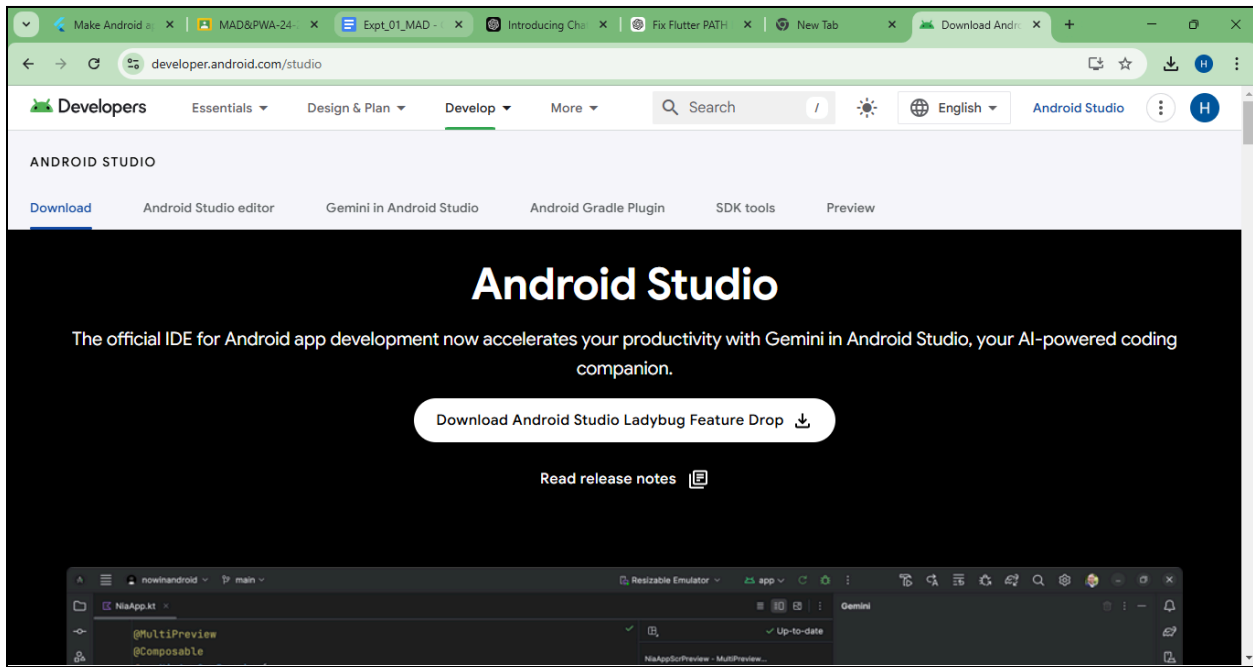 Make Android a
MAD&PWA-24-
Expt_01_MAD -
Introducing Cha
Fix Flutter PATH
New Tab
Download Andro
developer.android.com/studio
H
Developers
Essentials
Design & Plan
Develop
More
Search
/
English
Android Studio
H
ANDROID STUDIO
Download
Android Studio editor
Gemini in Android Studio
Android Gradle Plugin
SDK tools
Preview
Android Studio
The official IDE for Android app development now accelerates your productivity with Gemini in Android Studio, your AI-powered coding
companion.
Download Android Studio Ladybug Feature Drop
Read release notes
nowinandroid
main
Resizable Emulator
app
NiaApp.kt
Gemini
@MultiPreview
Up-to-date
@Composable
NiaAppScrPreview - MultiPreview...